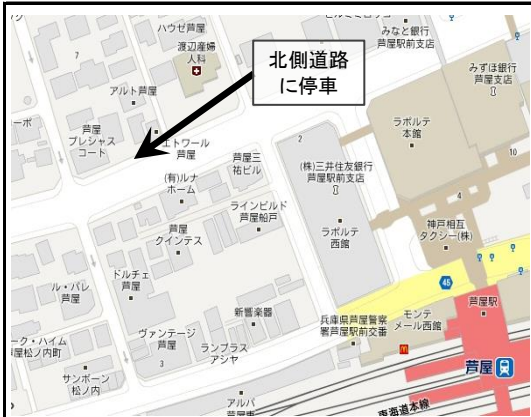 ハウゼ芦屋
渡辺産婦
人科
7
アルト芦屋
芦屋
プレシャス
コート
エトワール
芦屋
北側道路
に停車
みなと銀行
芦屋駅前支店
みずほ銀行
芦屋支店
ラポルテ
本館
10
2
(有)ルナ
ホーム
芦屋三
祐ビル
(株)三井住友銀行
芦屋駅前支店
4
ラインビルド
芦屋船戸
芦屋
クインテス
ラポルテ
西館
神戸相互
タクシー(株)
ドルチェ
芦屋
ル・パレ
芦屋
45
新響楽器
兵庫県芦屋警察
署芦屋駅前交番
モンテ
メール西館
芦屋駅
ヴァンテージ
芦屋
ランプラス
アシヤ
3
サンボーン
松ノ内
アルパ
芦屋
東海道本線